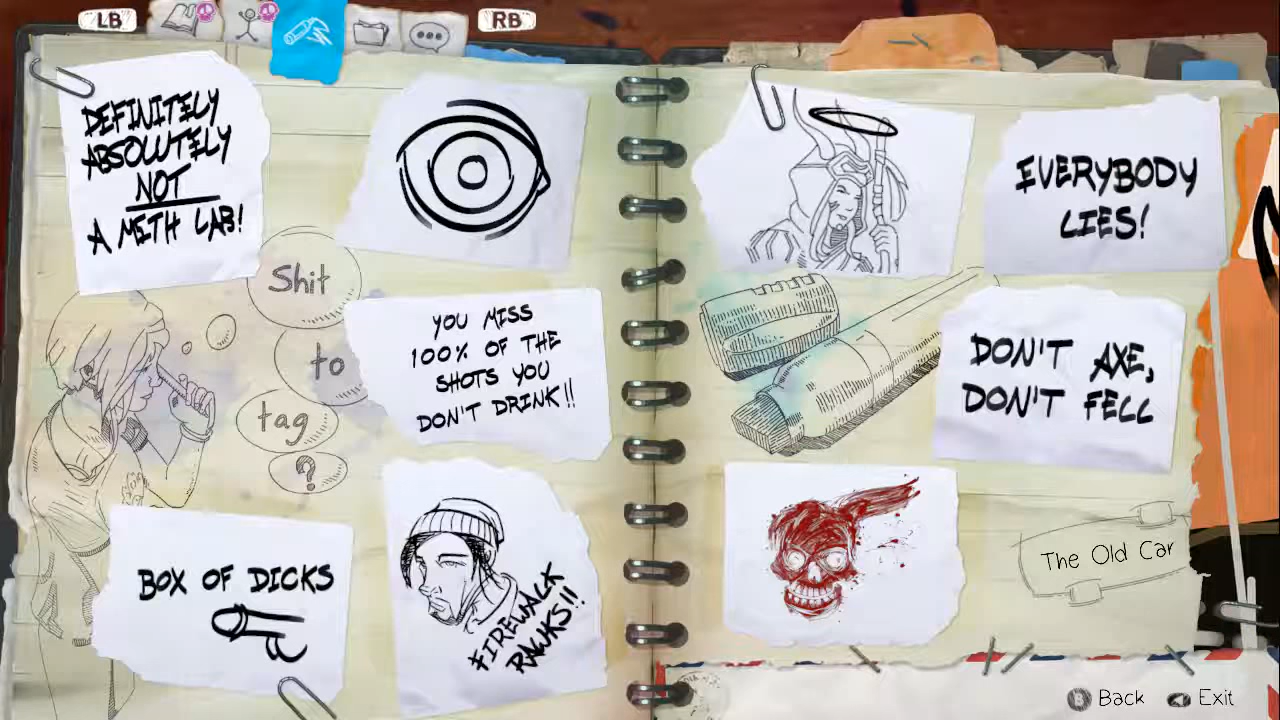 LB
RB
DEFINITELY
ABSOLUTELY
NOT
A METH LAB!
Shit
to
tag
?
YOU MISS
100% OF THE
SHOTS YOU
DON'T DRINK!!
BOX OF DICKS
FIREWALK
RAWKS!!
EVERYBODY
LIES!
DON'T AXE,
DON'T FELL
The Old Car
B Back
Exit